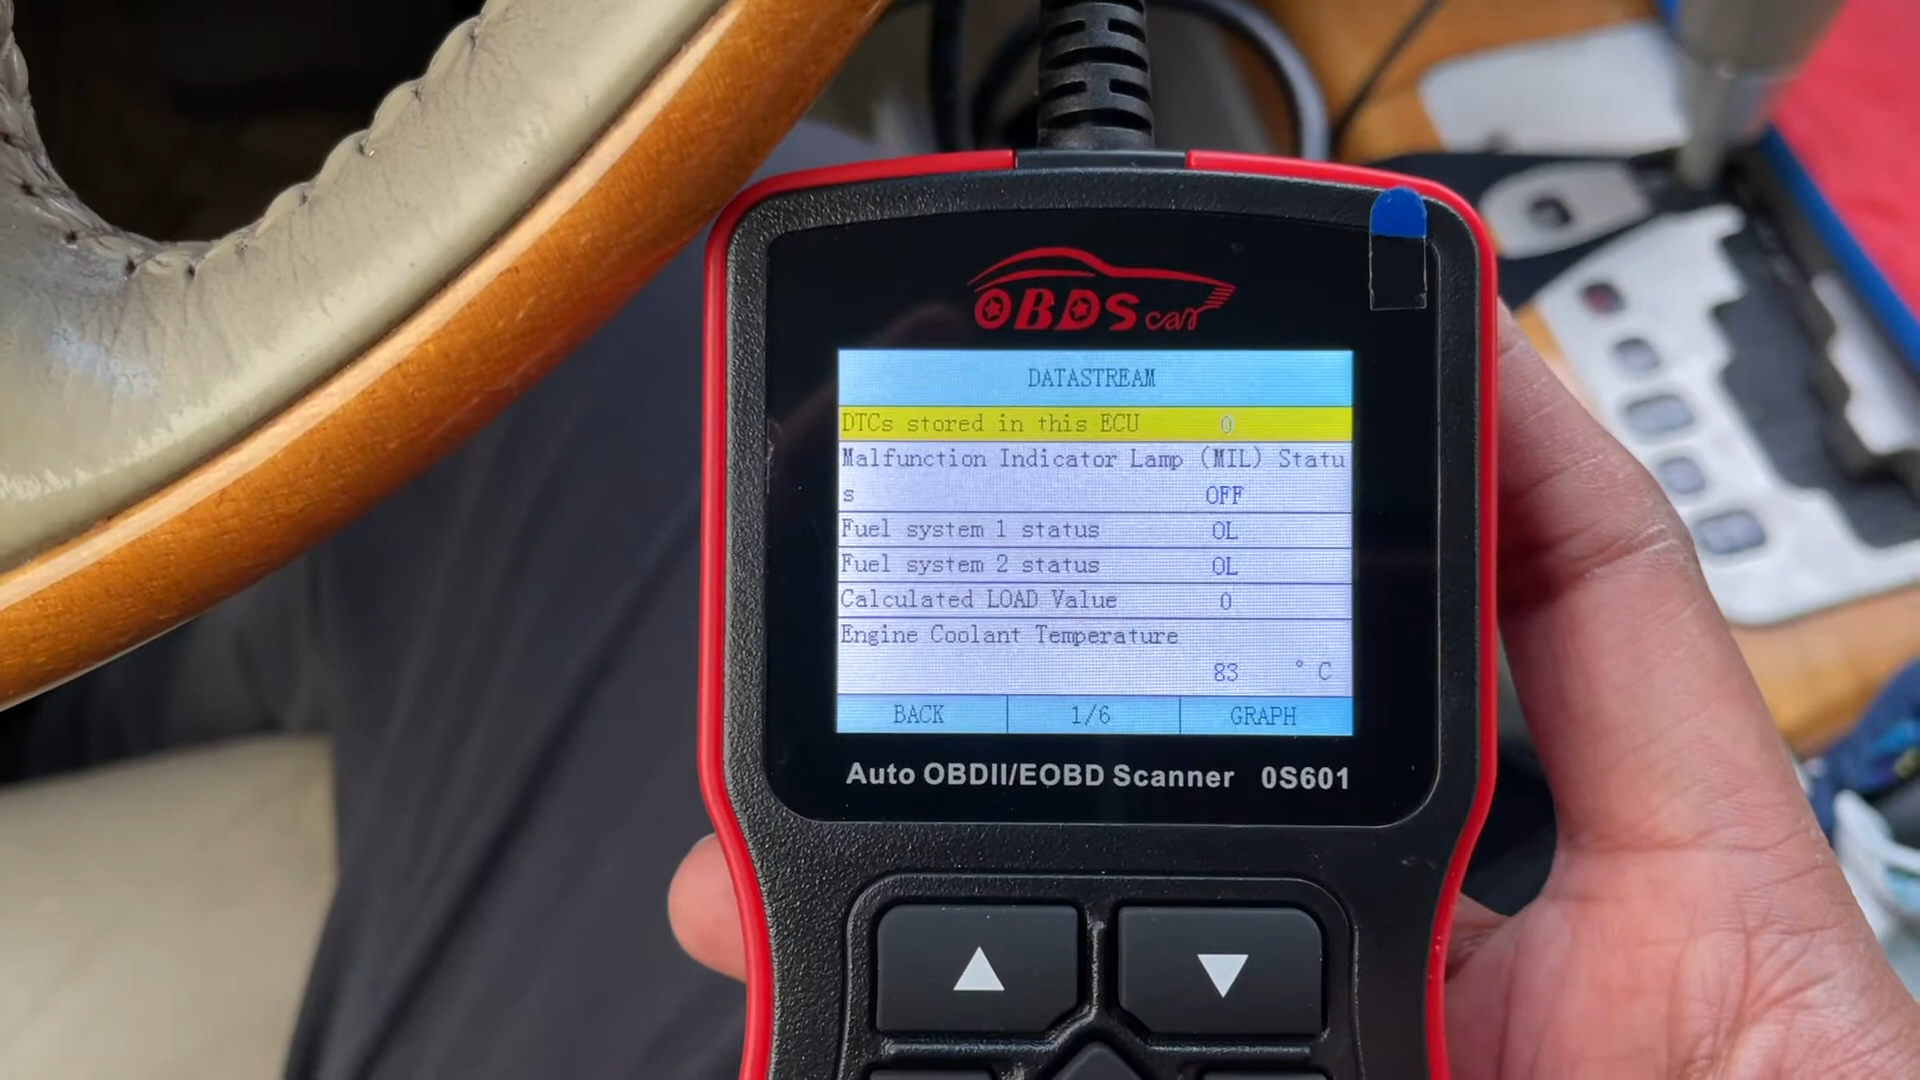 OBDS car
DATASTREAM
DTCs stored in this ECU 0
Malfunction Indicator Lamp (MIL) Statu
s OFF
Fuel system 1 status OL
Fuel system 2 status OL
Calculated LOAD Value 0
Engine Coolant Temperature
83 °C
BACK 1/6 GRAPH
Auto OBDII/EOBD Scanner OS601